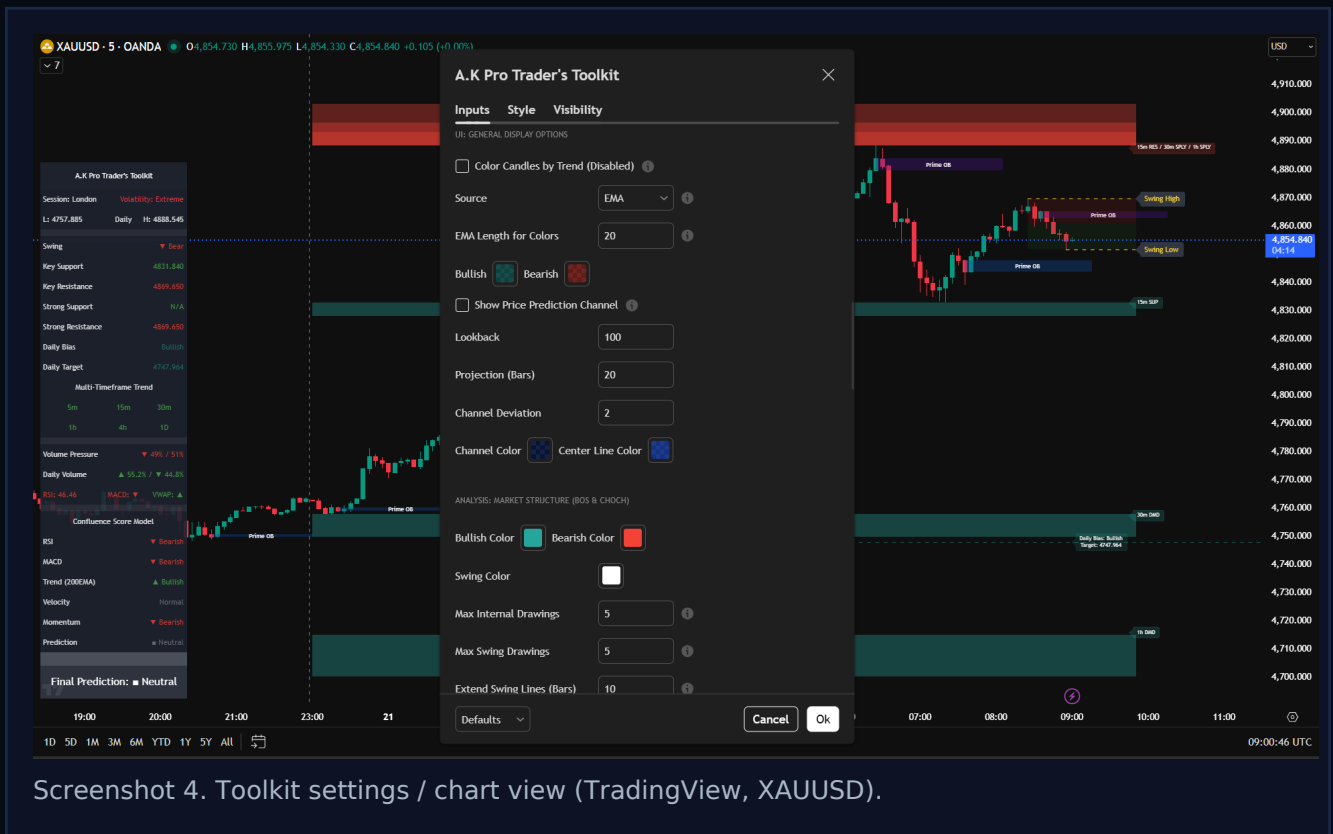 XAUUSD · 5 · OANDA O4,854.730 H4,855.975 L4,854.330 C4,854.840 +0.105 (+0.00%)
USD
7
A.K Pro Trader's Toolkit
Inputs Style Visibility
UI: GENERAL DISPLAY OPTIONS
Color Candles by Trend (Disabled)
Source EMA
EMA Length for Colors 20
Bullish Bearish
Show Price Prediction Channel
Lookback 100
Projection (Bars) 20
Channel Deviation 2
Channel Color Center Line Color
ANALYSIS: MARKET STRUCTURE (BOS & CHOCH)
Bullish Color Bearish Color
Swing Color
Max Internal Drawings 5
Max Swing Drawings 5
Extend Swing Lines (Bars) 10
Defaults Cancel Ok
A.K Pro Trader's Toolkit
Session: London Volatility: Extreme
L: 4757.885 Daily H: 4888.545
Swing ▼ Bear
Key Support 4831.840
Key Resistance 4869.650
Strong Support N/A
Strong Resistance 4869.650
Daily Bias Bullish
Daily Target 4747.964
Multi-Timeframe Trend
5m 15m 30m
1h 4h 1D
Volume Pressure ▼ 49% / 51%
Daily Volume ▲ 55.2% / ▼ 44.8%
RSI: 46.46 MACD: ▼ VWAP: ▲
Confluence Score Model
RSI ▼ Bearish
MACD ▼ Bearish
Trend (200EMA) ▲ Bullish
Velocity Normal
Momentum ▼ Bearish
Prediction ■ Neutral
Final Prediction: ■ Neutral
Prime OB
Prime OB
15m RES / 30m SPLY / 1h SPLY
Prime OB
Swing High
Prime OB
Swing Low
Prime OB
15m SUP
30m DMD
Daily Bias: Bullish
Target: 4747.964
1h DMD
4,910.000
4,900.000
4,890.000
4,880.000
4,870.000
4,860.000
4,854.840
04:14
4,840.000
4,830.000
4,820.000
4,810.000
4,800.000
4,790.000
4,780.000
4,770.000
4,760.000
4,750.000
4,740.000
4,730.000
4,720.000
4,710.000
4,700.000
19:00 20:00 21:00 23:00 21 07:00 08:00 09:00 10:00 11:00
1D 5D 1M 3M 6M YTD 1Y 5Y All
09:00:46 UTC
Screenshot 4. Toolkit settings / chart view (TradingView, XAUUSD).